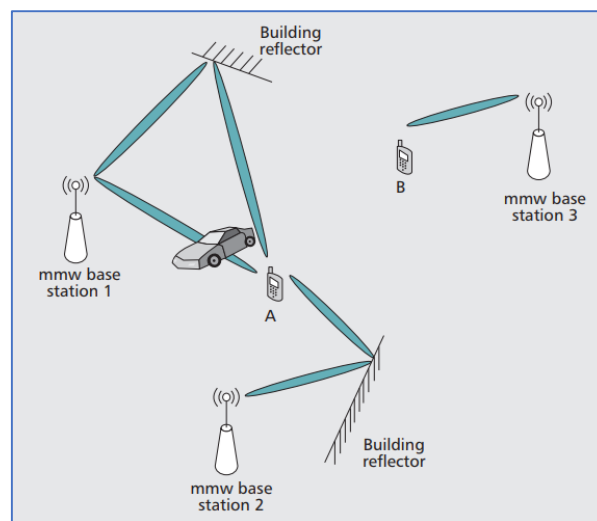 Building
reflector
B
mmw base
station 3
mmw base
station 1
A
Building
reflector
mmw base
station 2